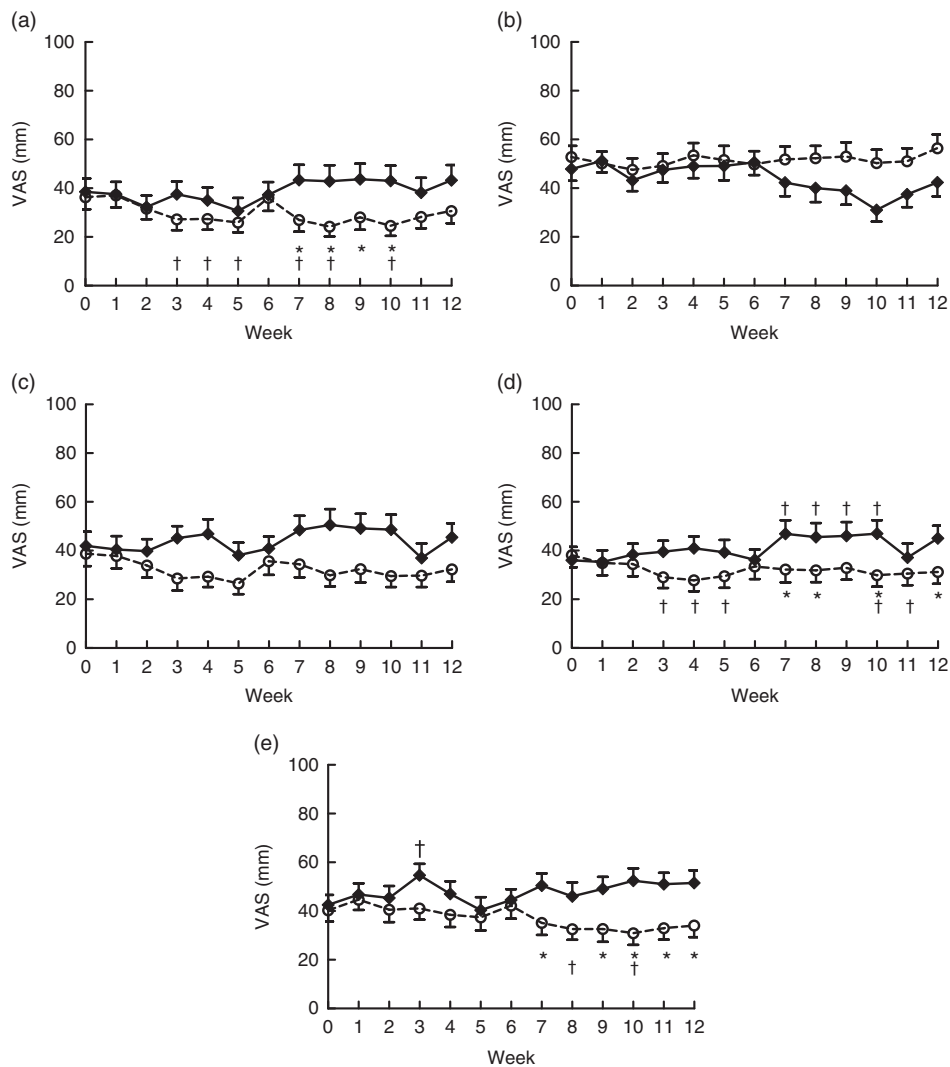 (a)
100
80
60
40
20
0
VAS (mm)
* * * *
† † † † † †
0 1 2 3 4 5 6 7 8 9 10 11 12
Week
(b)
100
80
60
40
20
0
VAS (mm)
0 1 2 3 4 5 6 7 8 9 10 11 12
Week
(c)
100
80
60
40
20
0
VAS (mm)
0 1 2 3 4 5 6 7 8 9 10 11 12
Week
(d)
100
80
60
40
20
0
VAS (mm)
† † † †
* * * *
† † † † †
0 1 2 3 4 5 6 7 8 9 10 11 12
Week
(e)
100
80
60
40
20
0
VAS (mm)
†
* * * * *
† †
0 1 2 3 4 5 6 7 8 9 10 11 12
Week